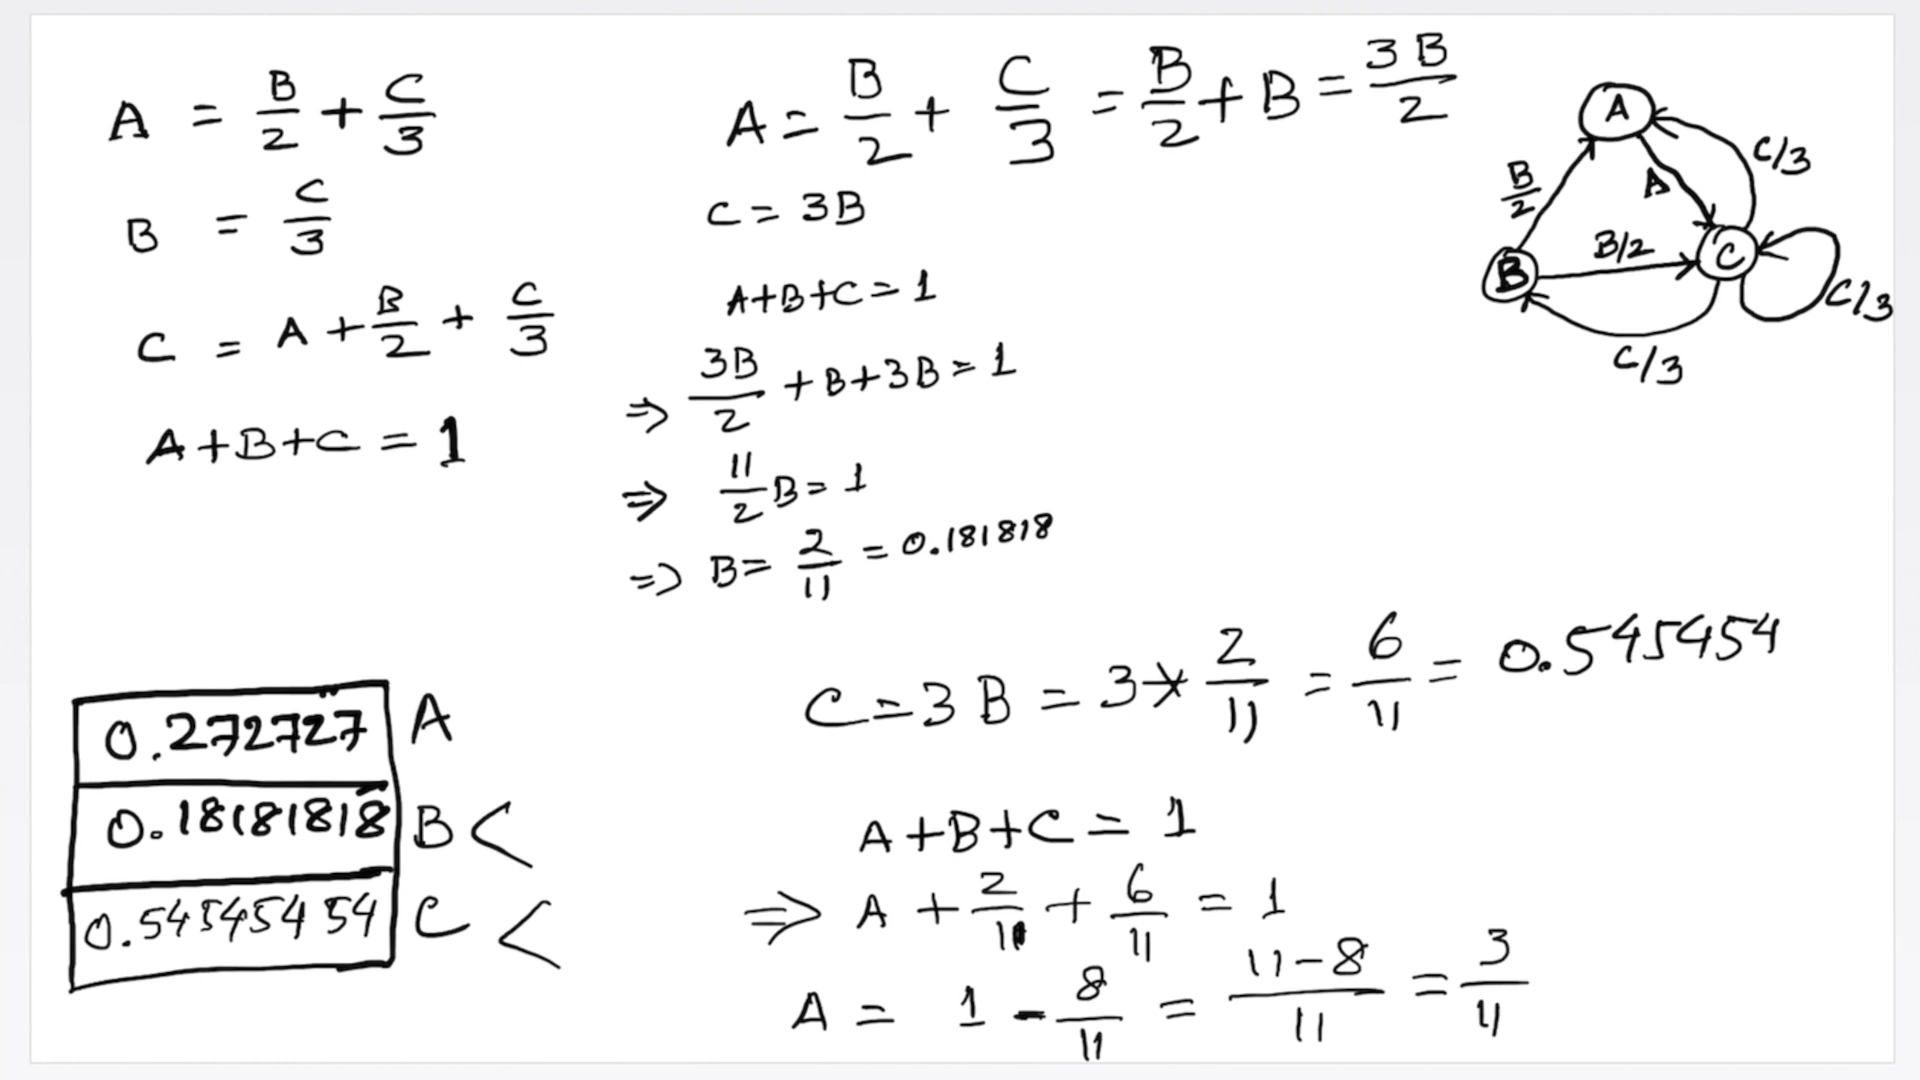 A = B/2 + C/3
B = C/3
C = A + B/2 + C/3
A+B+C = 1
A = B/2 + C/3 = B/2 + B = 3B/2
C = 3B
A+B+C = 1
⇒ 3B/2 + B+3B = 1
⇒ 11/2 B = 1
⇒ B = 2/11 = 0.181818
C = 3B = 3* 2/11 = 6/11 = 0.545454
A+B+C = 1
⇒ A + 2/11 + 6/11 = 1
A = 1 - 8/11 = 11-8/11 = 3/11
A
C/3
B/2
A
B/2
B
C
C/3
C/3
0.272727 A
0.18181818 B <
0.54545454 C <